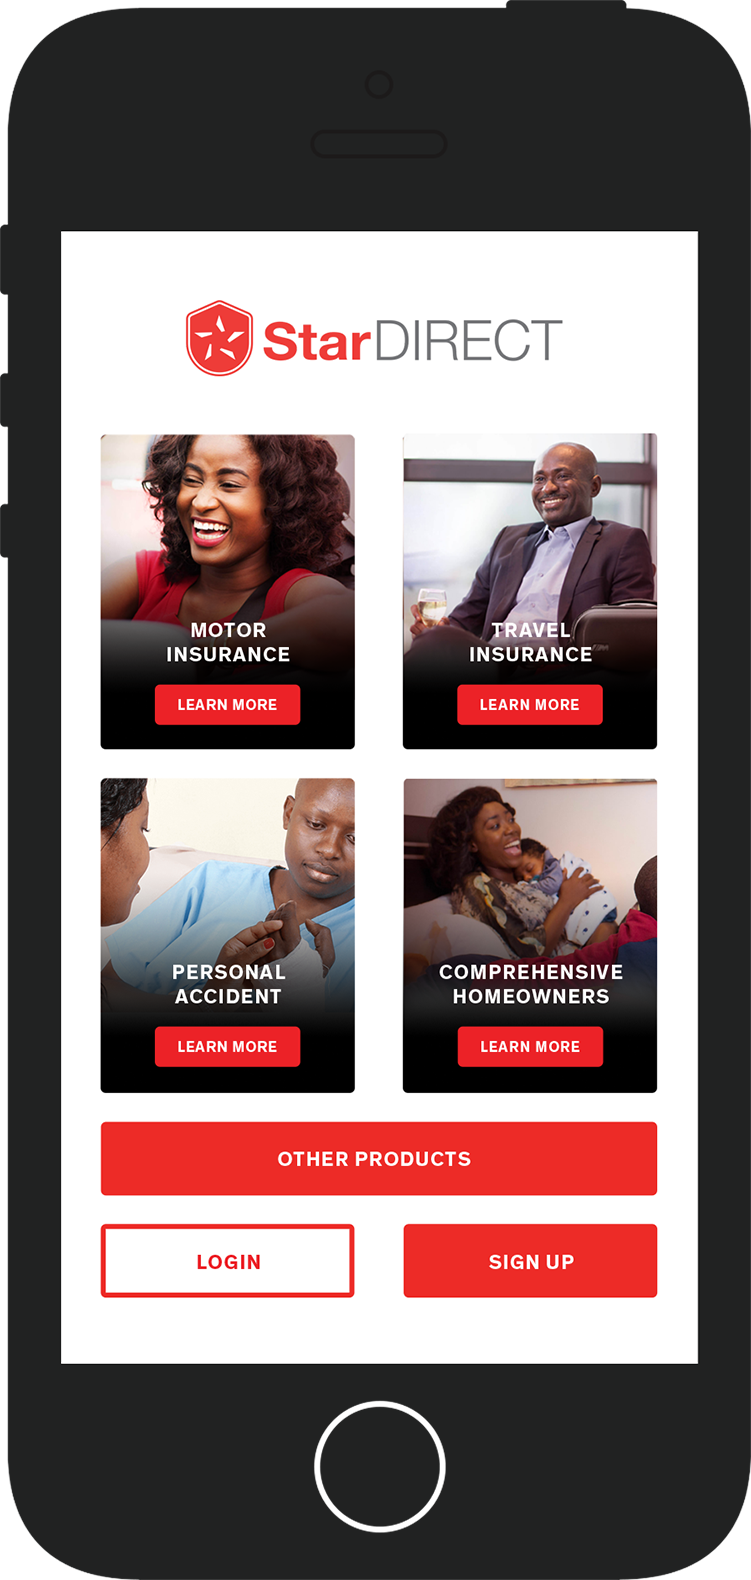 StarDIRECT
MOTOR
INSURANCE
LEARN MORE
TRAVEL
INSURANCE
LEARN MORE
PERSONAL
ACCIDENT
LEARN MORE
COMPREHENSIVE
HOMEOWNERS
LEARN MORE
OTHER PRODUCTS
LOGIN
SIGN UP